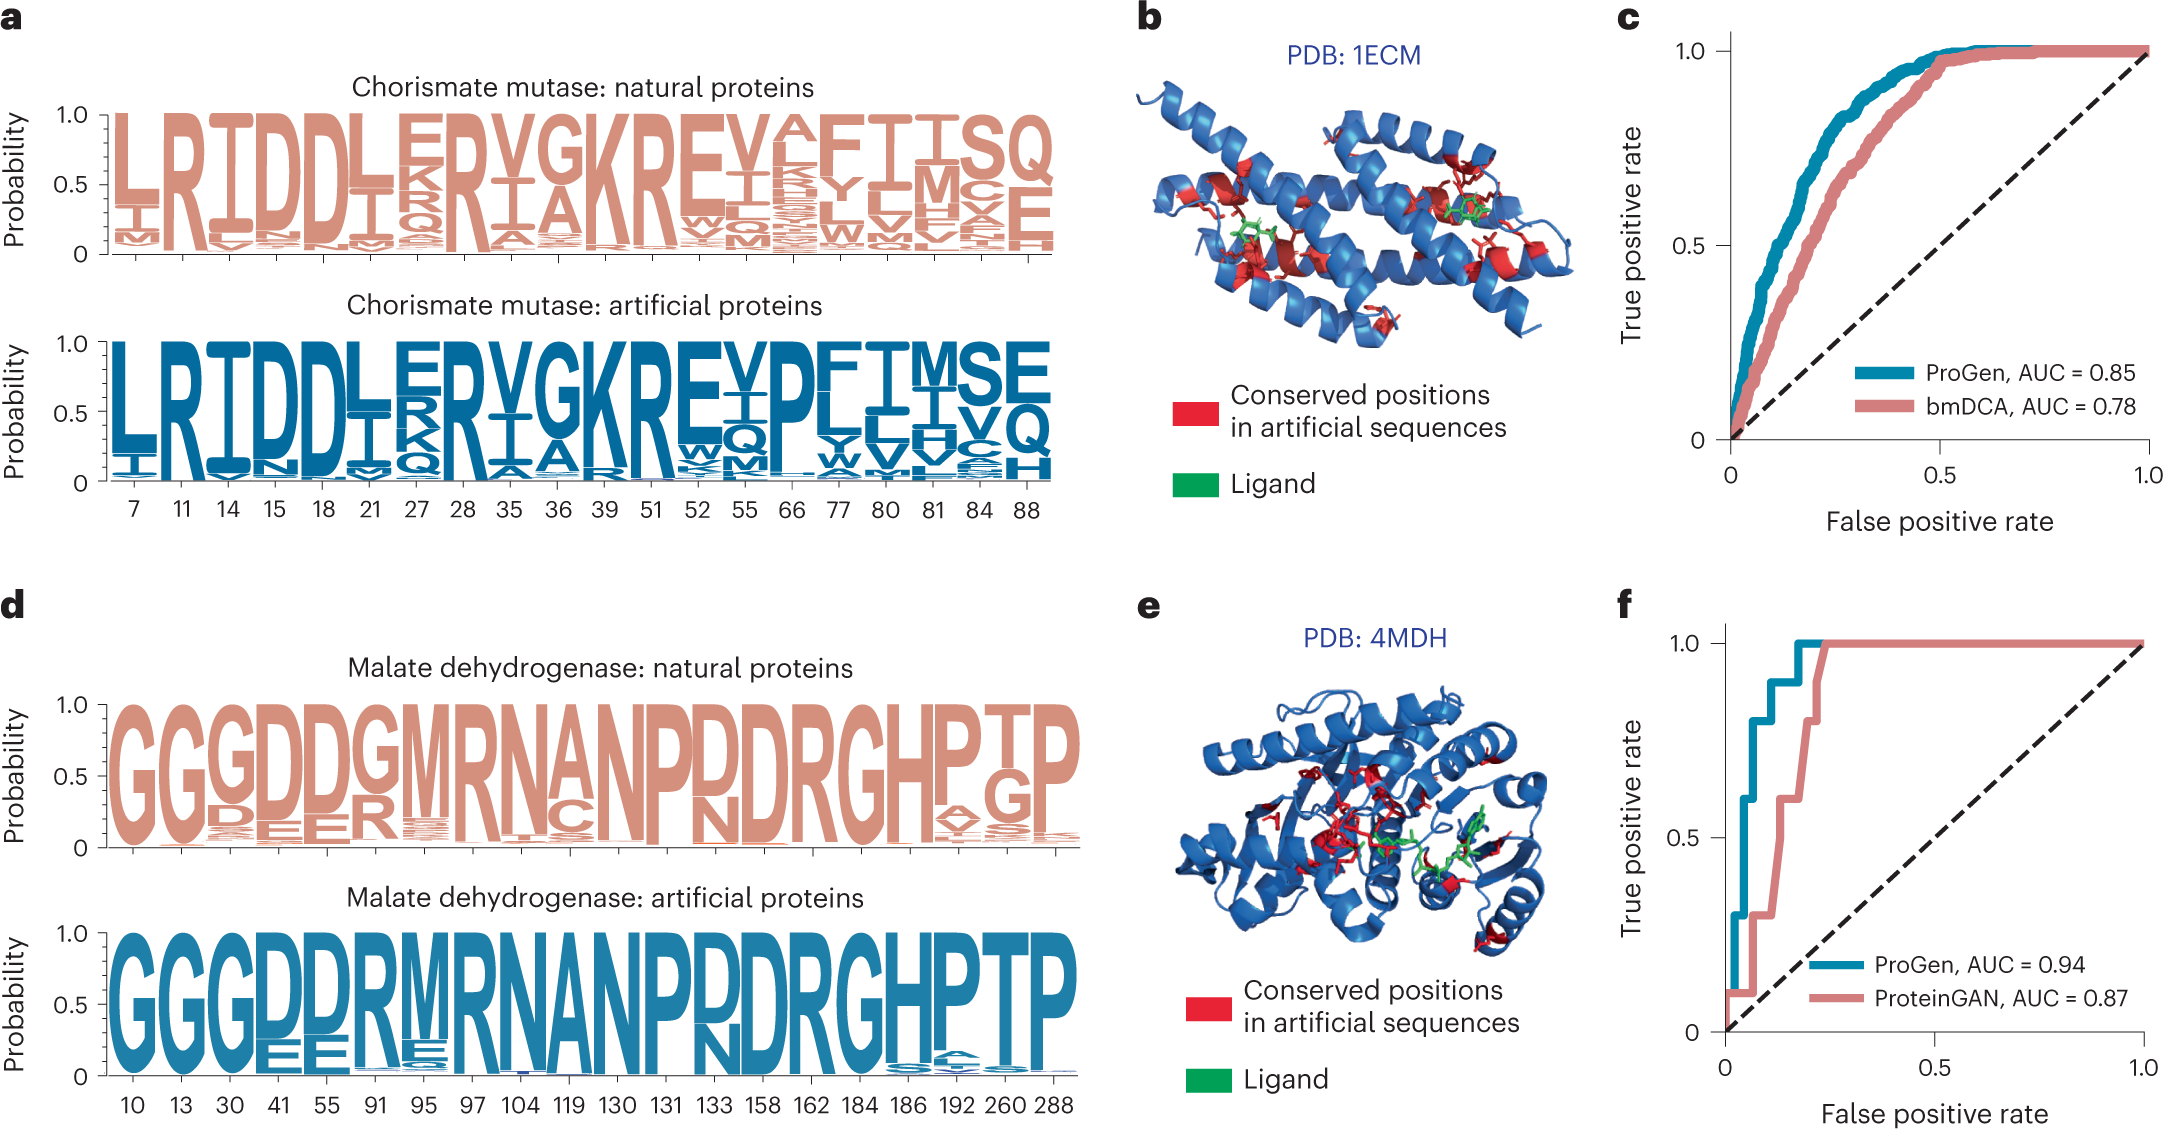 a
Chorismate mutase: natural proteins
Probability
1.0
0.5
0
Chorismate mutase: artificial proteins
Probability
1.0
0.5
0
7 11 14 15 18 21 27 28 35 36 39 51 52 55 66 77 80 81 84 88
b
PDB: 1ECM
Conserved positions
in artificial sequences
Ligand
c
True positive rate
1.0
0.5
0
ProGen, AUC = 0.85
bmDCA, AUC = 0.78
0 0.5 1.0
False positive rate
d
Malate dehydrogenase: natural proteins
Probability
1.0
0.5
0
GGGDDGMRNANPDDRGHPTP
Malate dehydrogenase: artificial proteins
Probability
1.0
0.5
0
GGGDDRMRNANPDDRGHPTP
10 13 30 41 55 91 95 97 104 119 130 131 133 158 162 184 186 192 260 288
e
PDB: 4MDH
Conserved positions
in artificial sequences
Ligand
f
True positive rate
1.0
0.5
0
ProGen, AUC = 0.94
ProteinGAN, AUC = 0.87
0 0.5 1.0
False positive rate